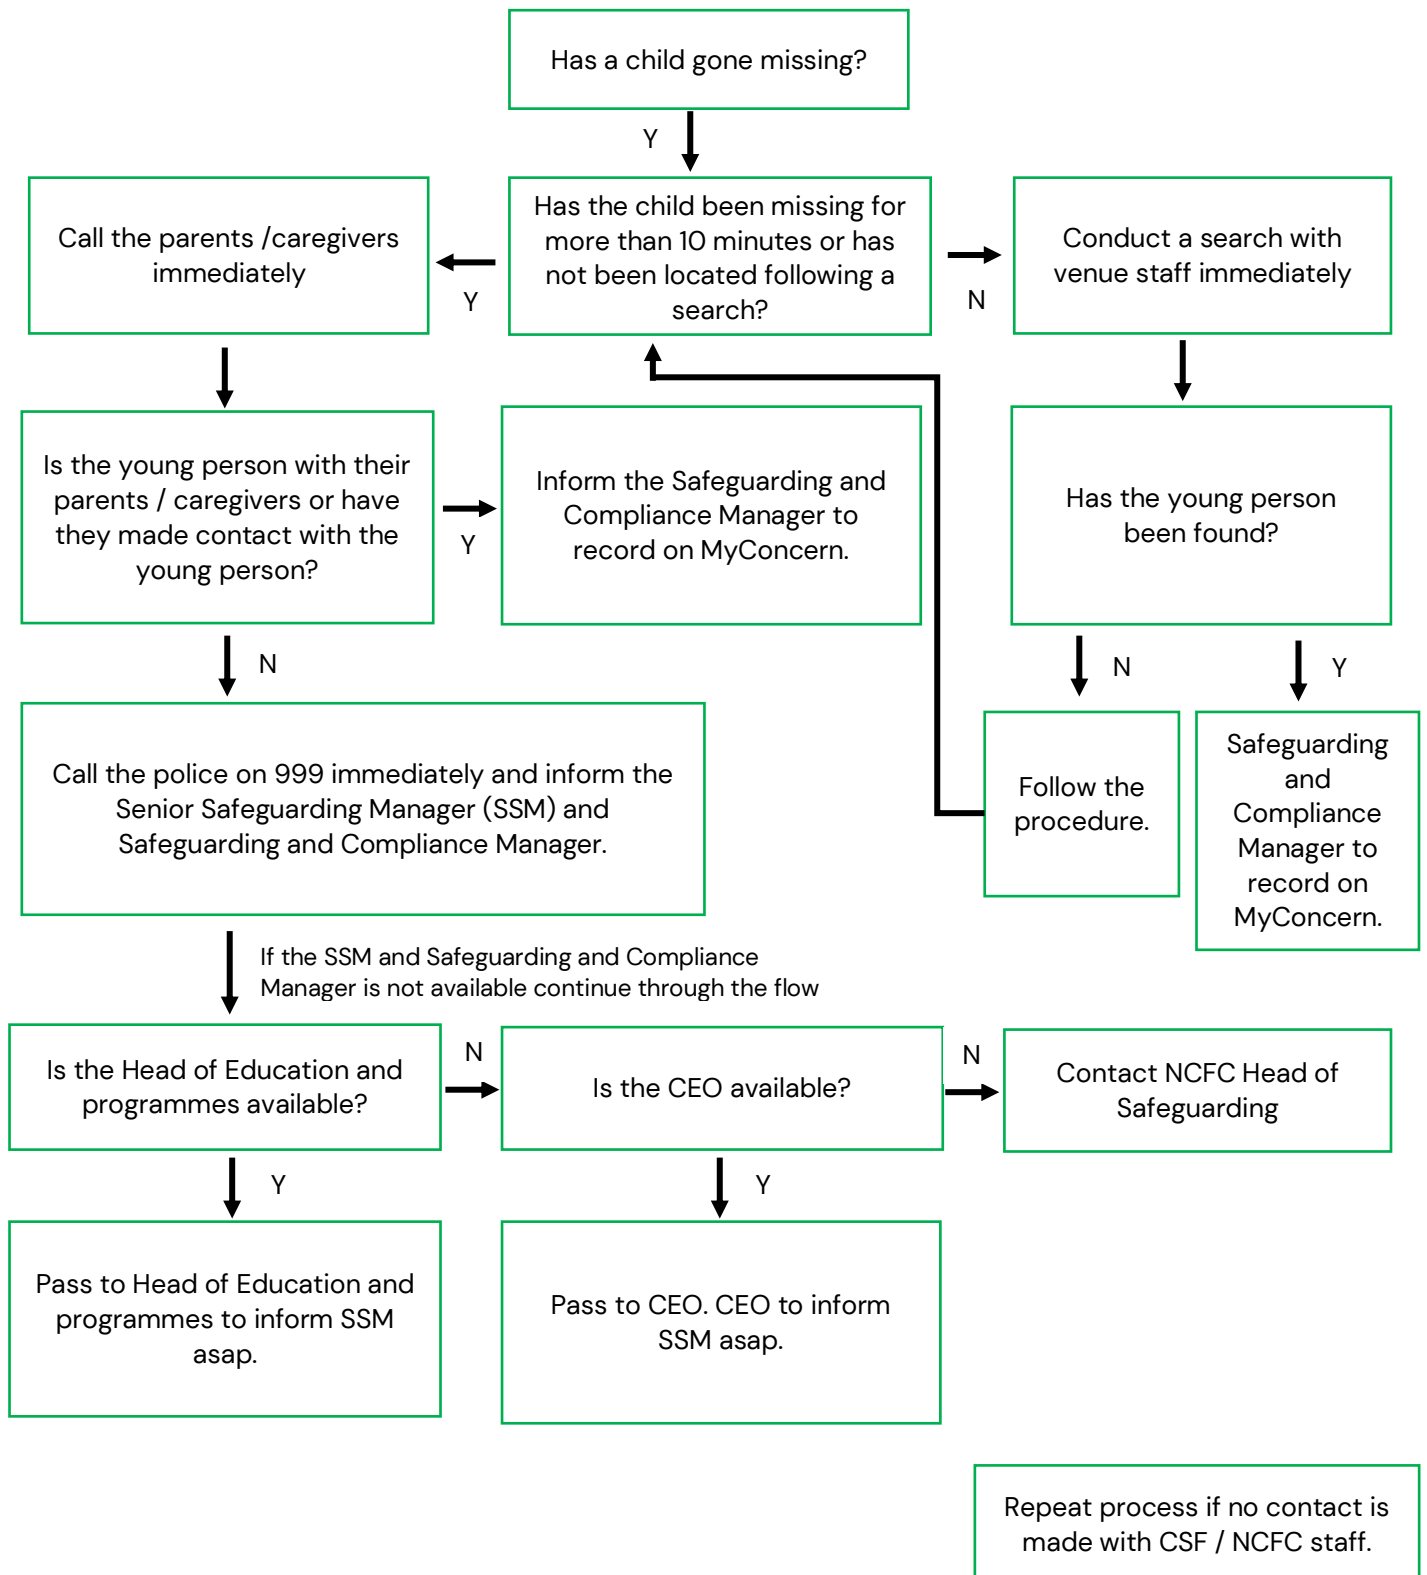 Has a child gone missing?
Y
Call the parents /caregivers
immediately
Y
Has the child been missing for
more than 10 minutes or has
not been located following a
search?
N
Conduct a search with
venue staff immediately
Is the young person with their
parents / caregivers or have
they made contact with the
young person?
Y
Inform the Safeguarding and
Compliance Manager to
record on MyConcern.
Has the young person
been found?
N
N
Y
Call the police on 999 immediately and inform the
Senior Safeguarding Manager (SSM) and
Safeguarding and Compliance Manager.
Follow the
procedure.
Safeguarding
and
Compliance
Manager to
record on
MyConcern.
If the SSM and Safeguarding and Compliance
Manager is not available continue through the flow
Is the Head of Education and
programmes available?
N
Is the CEO available?
N
Contact NCFC Head of
Safeguarding
Y
Y
Pass to Head of Education and
programmes to inform SSM
asap.
Pass to CEO. CEO to inform
SSM asap.
Repeat process if no contact is
made with CSF / NCFC staff.